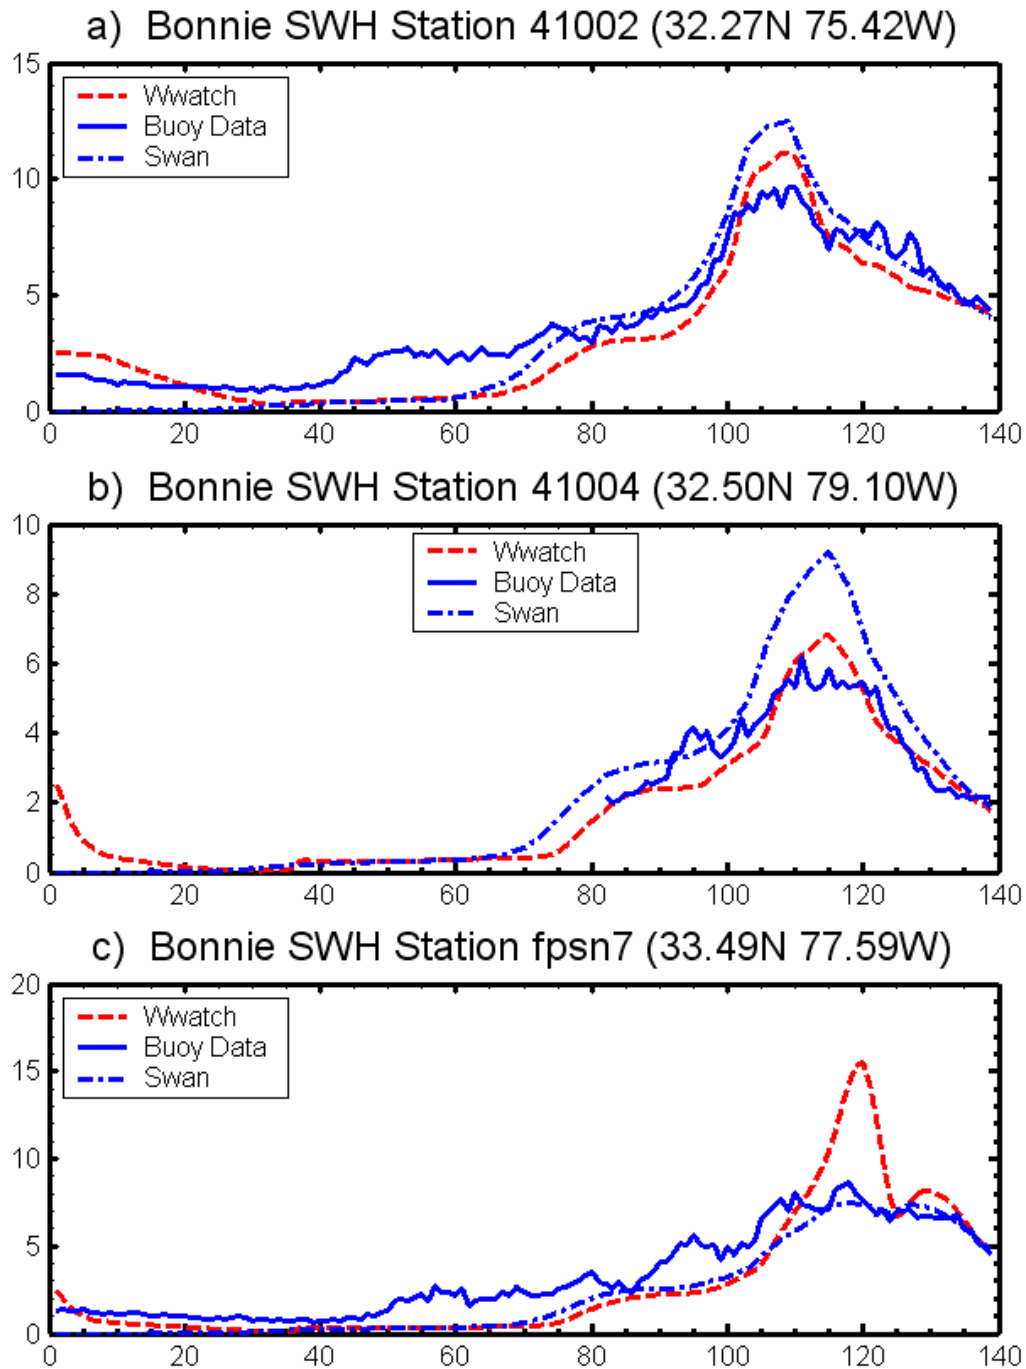 a) Bonnie SWH Station 41002 (32.27N 75.42W)
15
10
5
0
Wwatch
Buoy Data
Swan
0 20 40 60 80 100 120 140
b) Bonnie SWH Station 41004 (32.50N 79.10W)
10
8
6
4
2
0
Wwatch
Buoy Data
Swan
0 20 40 60 80 100 120 140
c) Bonnie SWH Station fpsn7 (33.49N 77.59W)
20
15
10
5
0
Wwatch
Buoy Data
Swan
0 20 40 60 80 100 120 140